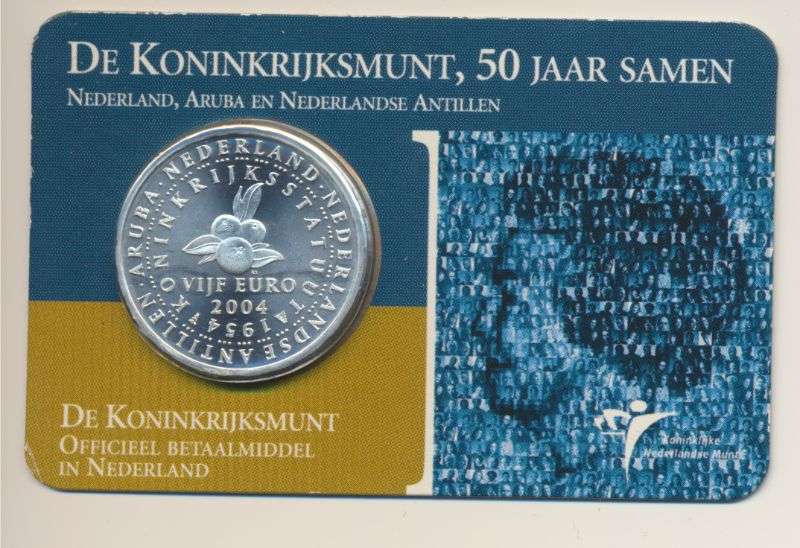 DE KONINKRIJKSMUNT, 50 JAAR SAMEN
NEDERLAND, ARUBA EN NEDERLANDSE ANTILLEN
NEDERLAND · NEDERLANDSE ANTILLEN · ARUBA ·
KONINKRIJKSSTATUUT 1954
VIJF EURO
2004
DE KONINKRIJKSMUNT
OFFICIEEL BETAALMIDDEL
IN NEDERLAND
Koninklijke
Nederlandse Munt